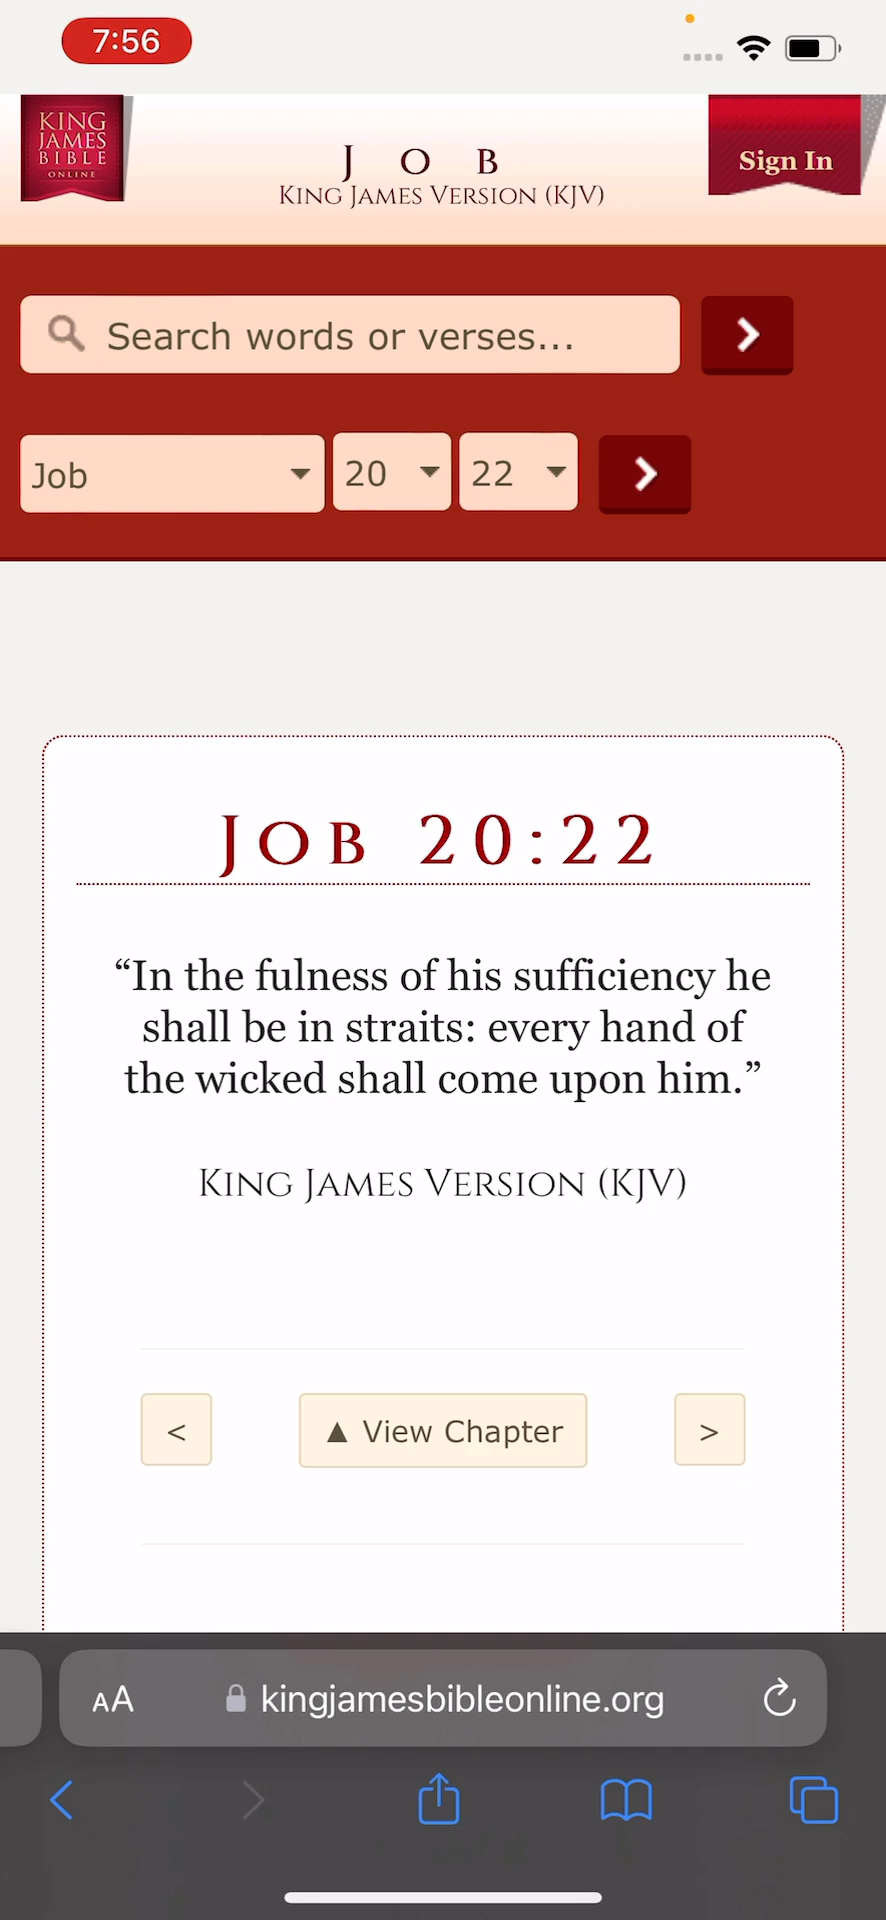 7:56
KING
JAMES
BIBLE
ONLINE
JOB
KING JAMES VERSION (KJV)
Sign In
Search words or verses...
Job
20
22
JOB 20:22
“In the fulness of his sufficiency he
shall be in straits: every hand of
the wicked shall come upon him.”
KING JAMES VERSION (KJV)
<
▲ View Chapter
>
AA
kingjamesbibleonline.org